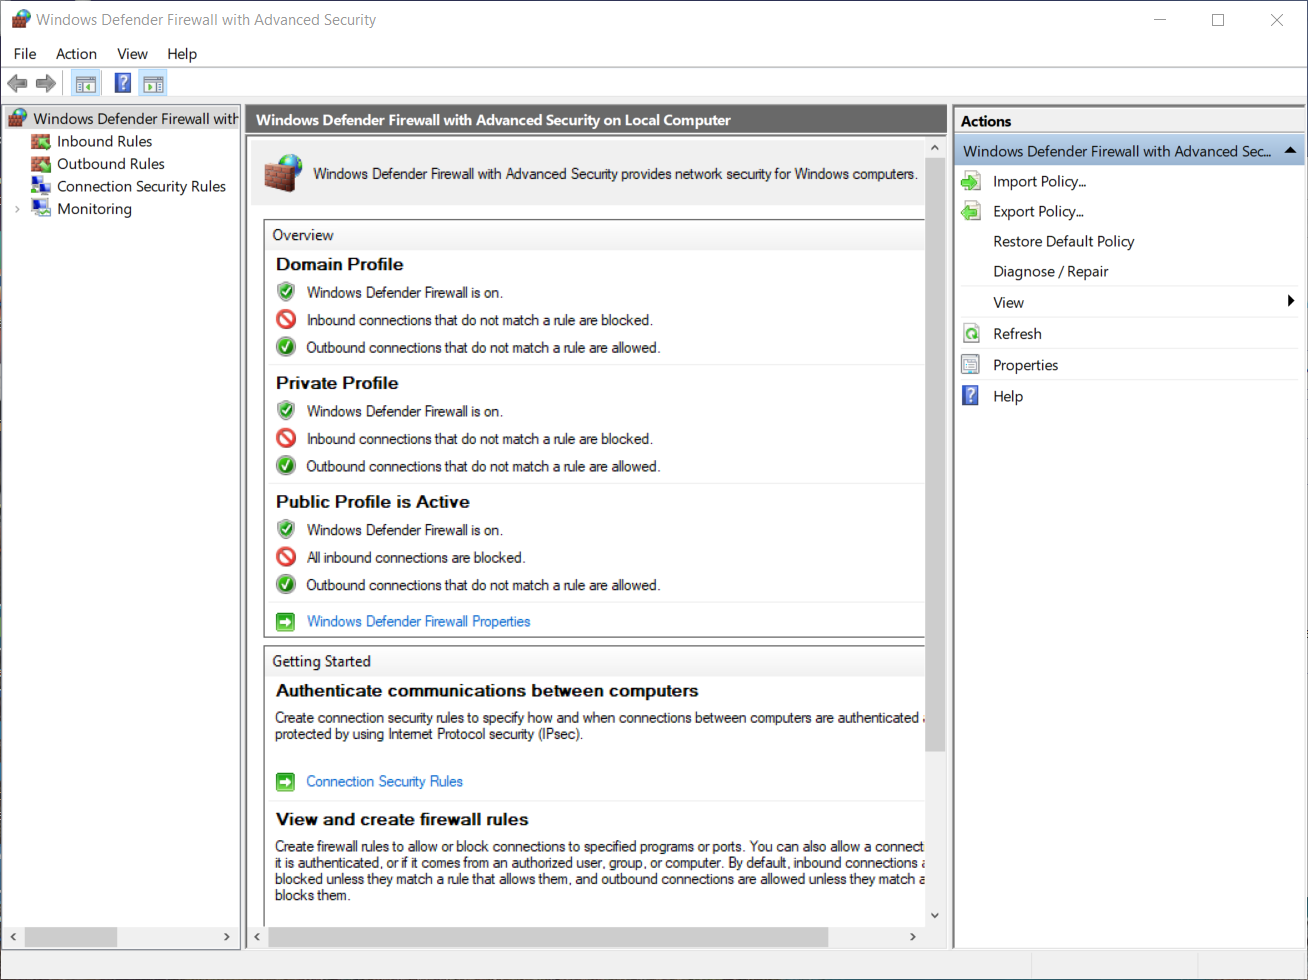 Windows Defender Firewall with Advanced Security
File Action View Help
Windows Defender Firewall with
Inbound Rules
Outbound Rules
Connection Security Rules
Monitoring
Windows Defender Firewall with Advanced Security on Local Computer
Windows Defender Firewall with Advanced Security provides network security for Windows computers.
Overview
Domain Profile
Windows Defender Firewall is on.
Inbound connections that do not match a rule are blocked.
Outbound connections that do not match a rule are allowed.
Private Profile
Windows Defender Firewall is on.
Inbound connections that do not match a rule are blocked.
Outbound connections that do not match a rule are allowed.
Public Profile is Active
Windows Defender Firewall is on.
All inbound connections are blocked.
Outbound connections that do not match a rule are allowed.
Windows Defender Firewall Properties
Getting Started
Authenticate communications between computers
Create connection security rules to specify how and when connections between computers are authenticated
protected by using Internet Protocol security (IPsec).
Connection Security Rules
View and create firewall rules
Create firewall rules to allow or block connections to specified programs or ports. You can also allow a connect
it is authenticated, or if it comes from an authorized user, group, or computer. By default, inbound connections a
blocked unless they match a rule that allows them, and outbound connections are allowed unless they match a
blocks them.
Actions
Windows Defender Firewall with Advanced Sec...
Import Policy...
Export Policy...
Restore Default Policy
Diagnose / Repair
View
Refresh
Properties
Help